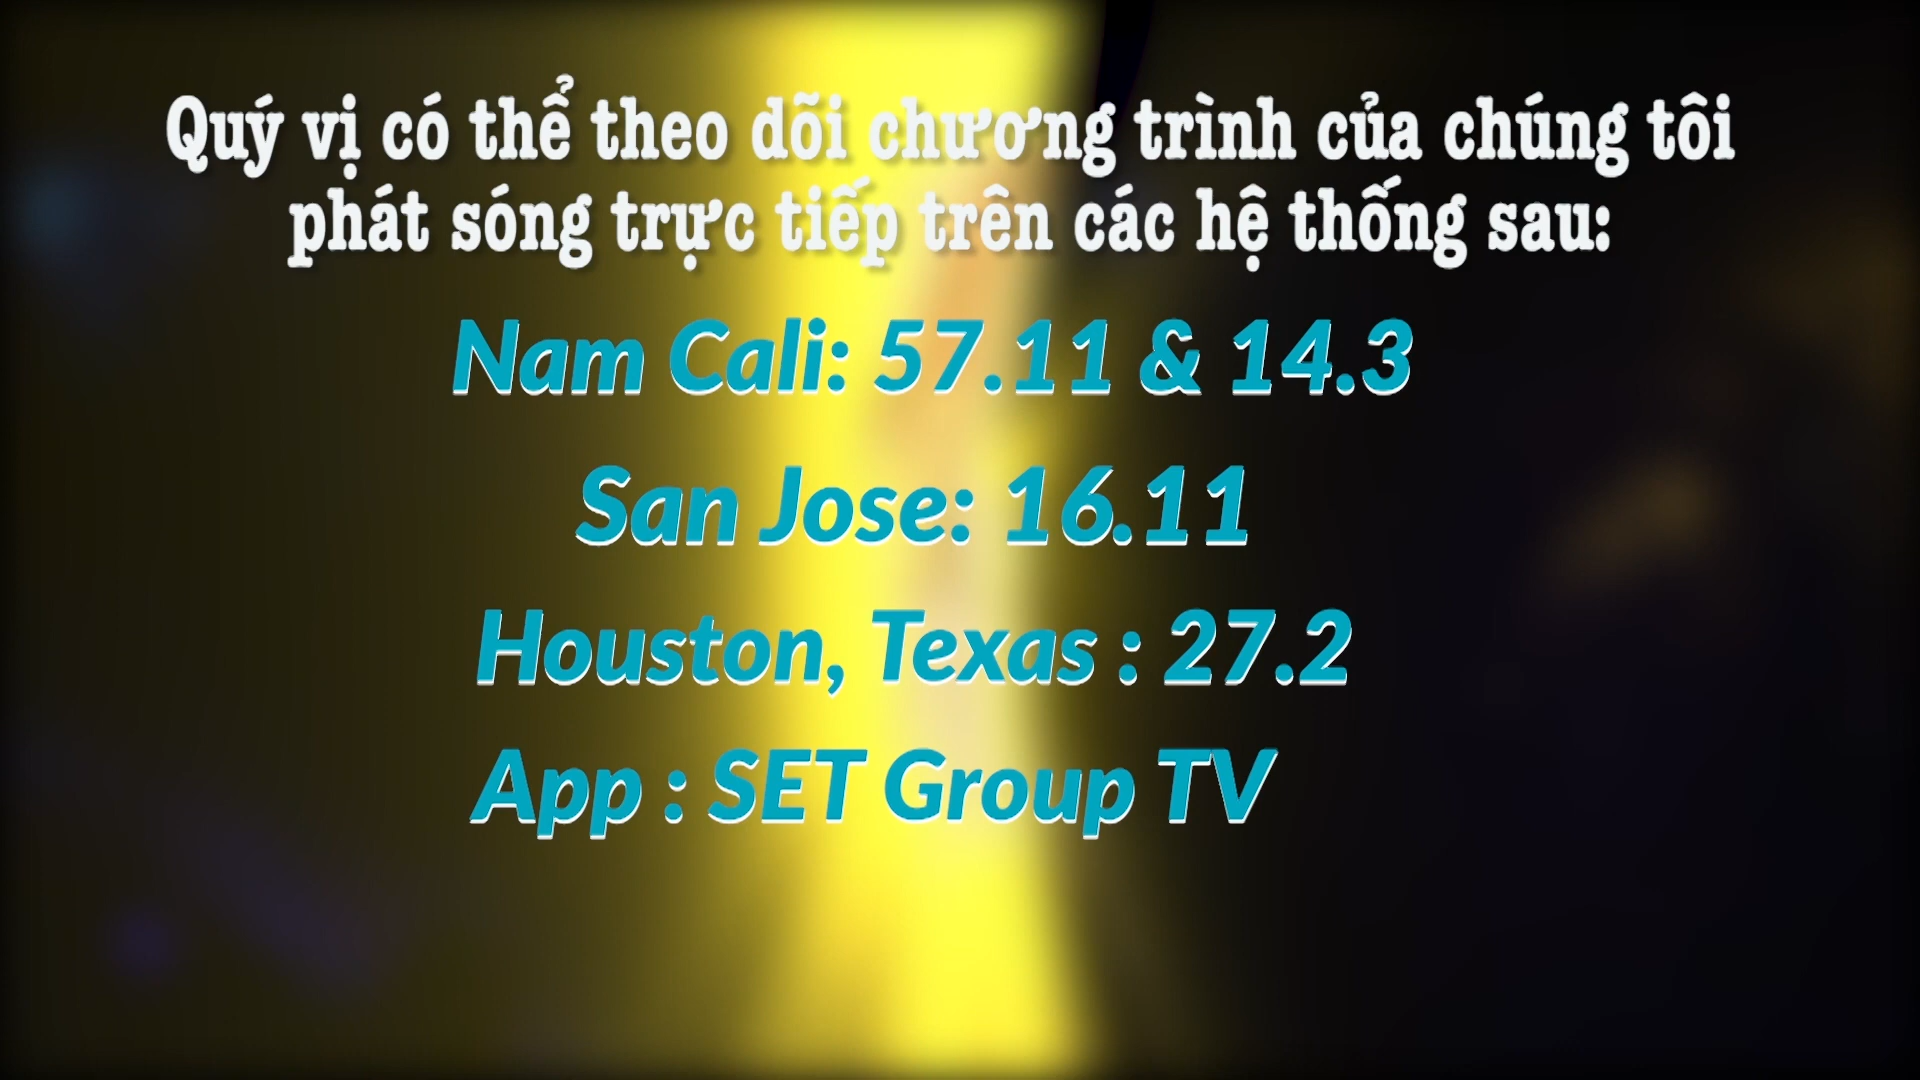 Quý vị có thể theo dõi chương trình của chúng tôi
phát sóng trực tiếp trên các hệ thống sau:
Nam Cali: 57.11 & 14.3
San Jose: 16.11
Houston, Texas : 27.2
App : SET Group TV